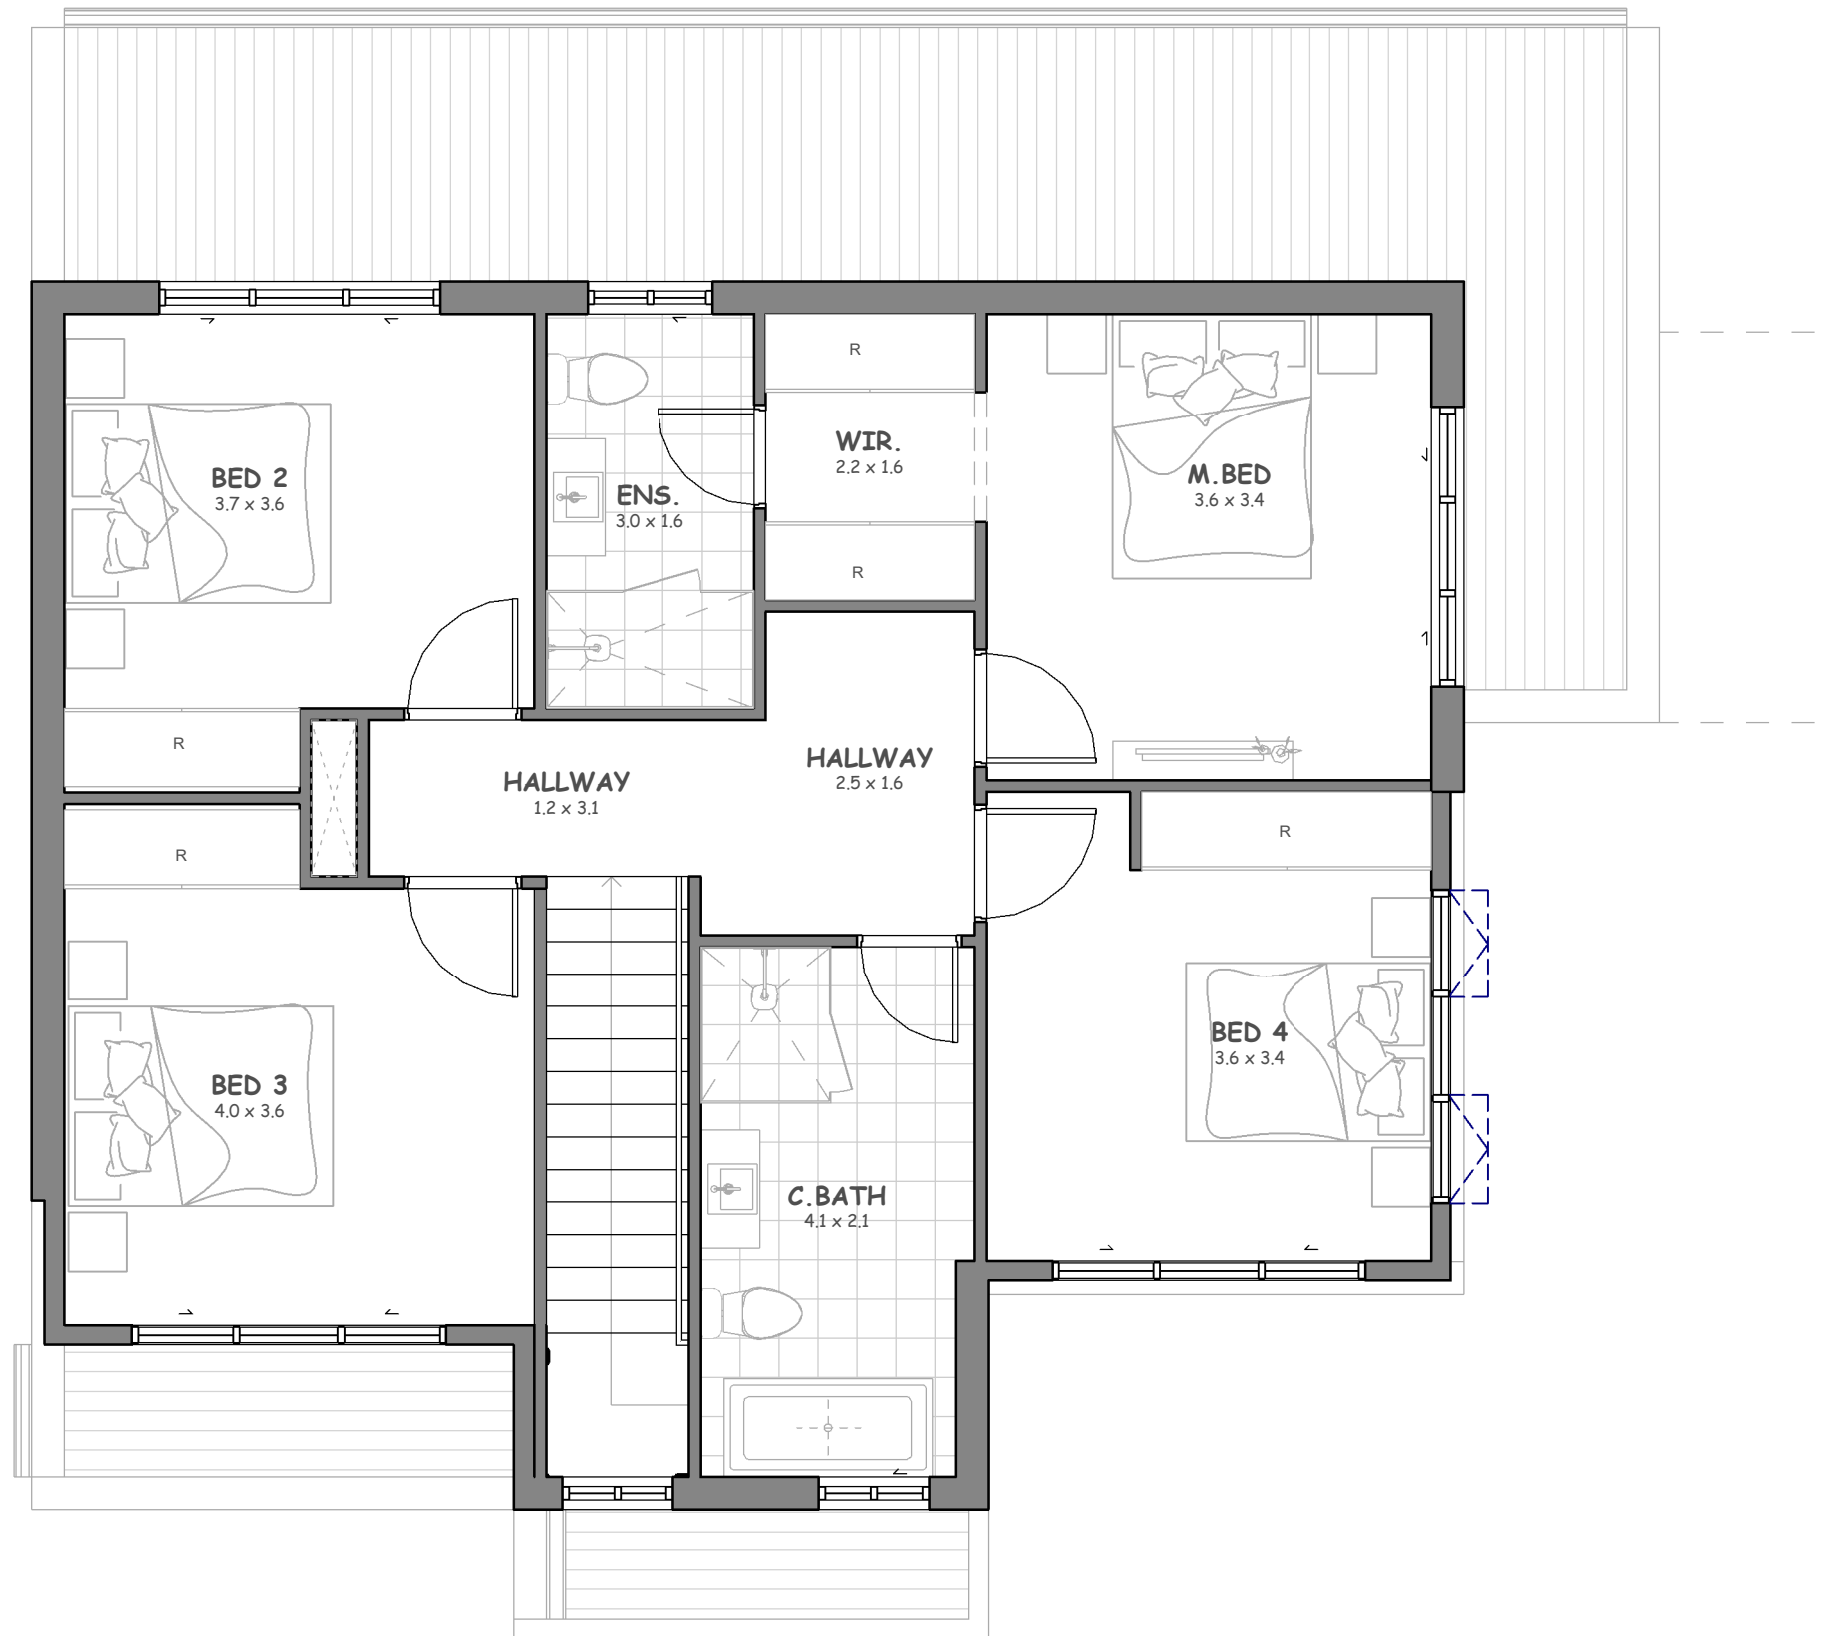 R
WIR.
2.2 x 1.6
R
BED 2
3.7 x 3.6
ENS.
3.0 x 1.6
M.BED
3.6 x 3.4
R
HALLWAY
1.2 x 3.1
HALLWAY
2.5 x 1.6
R
R
BED 3
4.0 x 3.6
BED 4
3.6 x 3.4
C.BATH
4.1 x 2.1